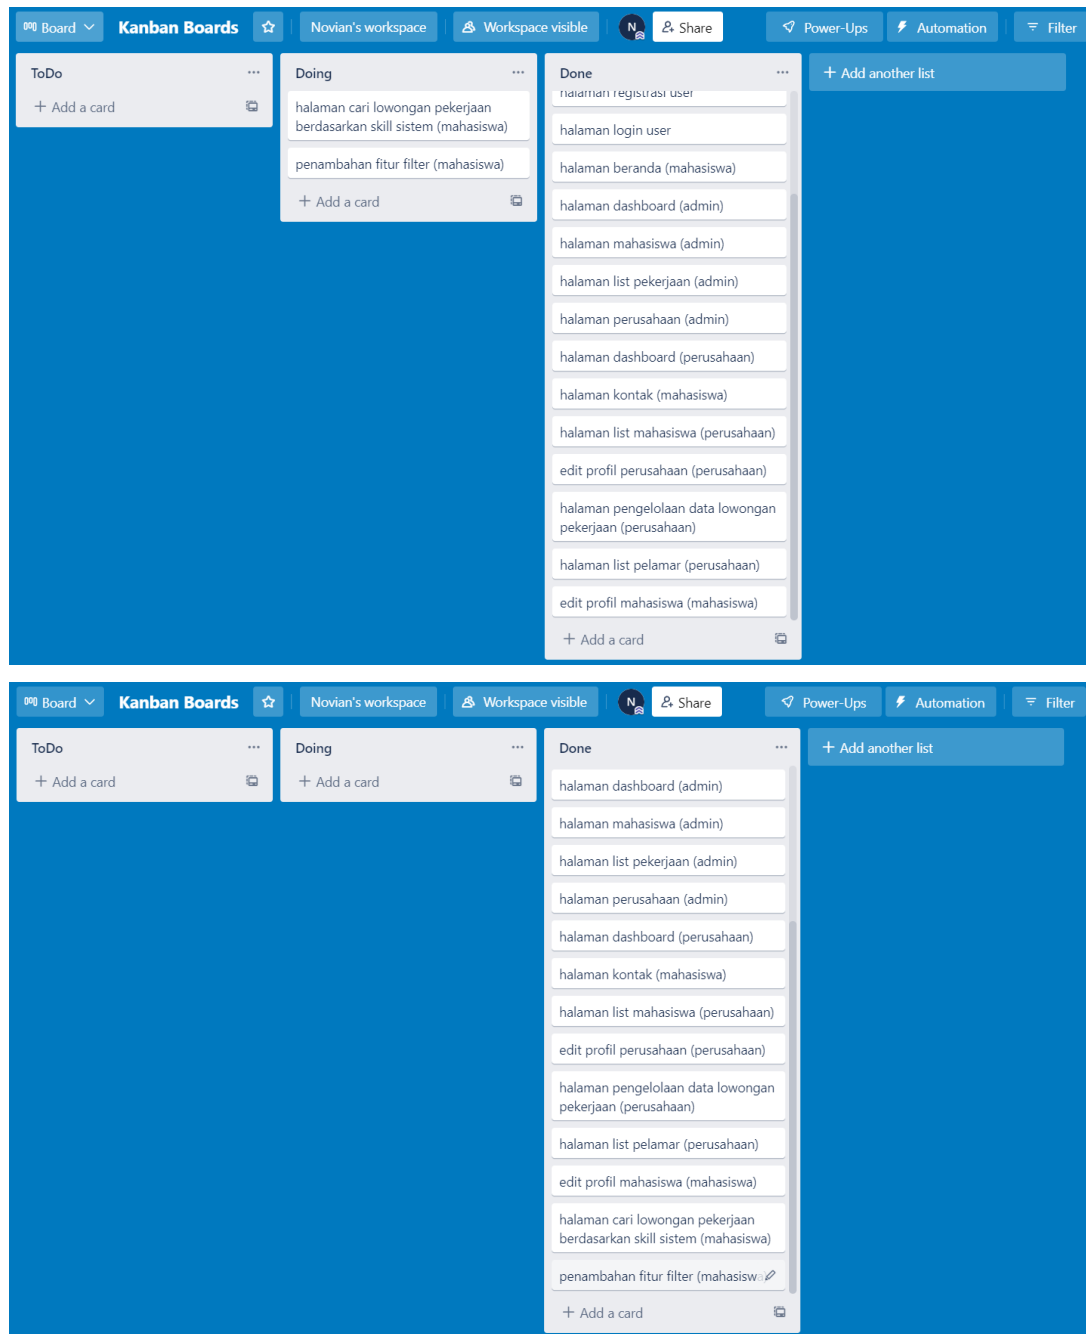 Board Kanban Boards Novian's workspace Workspace visible N Share Power-Ups Automation Filter
ToDo
Add a card
Doing
halaman cari lowongan pekerjaan
berdasarkan skill sistem (mahasiswa)
penambahan fitur filter (mahasiswa)
Add a card
Done
halaman registrasi user
halaman login user
halaman beranda (mahasiswa)
halaman dashboard (admin)
halaman mahasiswa (admin)
halaman list pekerjaan (admin)
halaman perusahaan (admin)
halaman dashboard (perusahaan)
halaman kontak (mahasiswa)
halaman list mahasiswa (perusahaan)
edit profil perusahaan (perusahaan)
halaman pengelolaan data lowongan
pekerjaan (perusahaan)
halaman list pelamar (perusahaan)
edit profil mahasiswa (mahasiswa)
Add a card
Add another list
Board Kanban Boards Novian's workspace Workspace visible N Share Power-Ups Automation Filter
ToDo
Add a card
Doing
Add a card
Done
halaman dashboard (admin)
halaman mahasiswa (admin)
halaman list pekerjaan (admin)
halaman perusahaan (admin)
halaman dashboard (perusahaan)
halaman kontak (mahasiswa)
halaman list mahasiswa (perusahaan)
edit profil perusahaan (perusahaan)
halaman pengelolaan data lowongan
pekerjaan (perusahaan)
halaman list pelamar (perusahaan)
edit profil mahasiswa (mahasiswa)
halaman cari lowongan pekerjaan
berdasarkan skill sistem (mahasiswa)
penambahan fitur filter (mahasiswa)
Add a card
Add another list